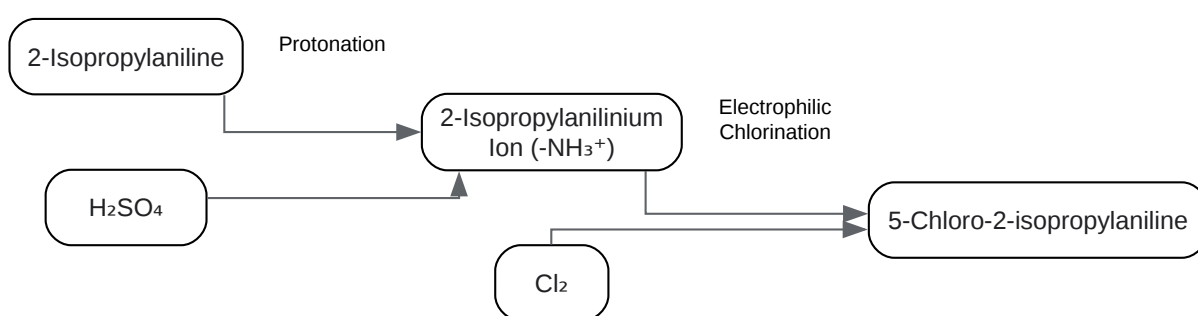 2-Isopropylaniline
Protonation
2-Isopropylanilinium
Ion (-NH₃⁺)
Electrophilic
Chlorination
H₂SO₄
5-Chloro-2-isopropylaniline
Cl₂